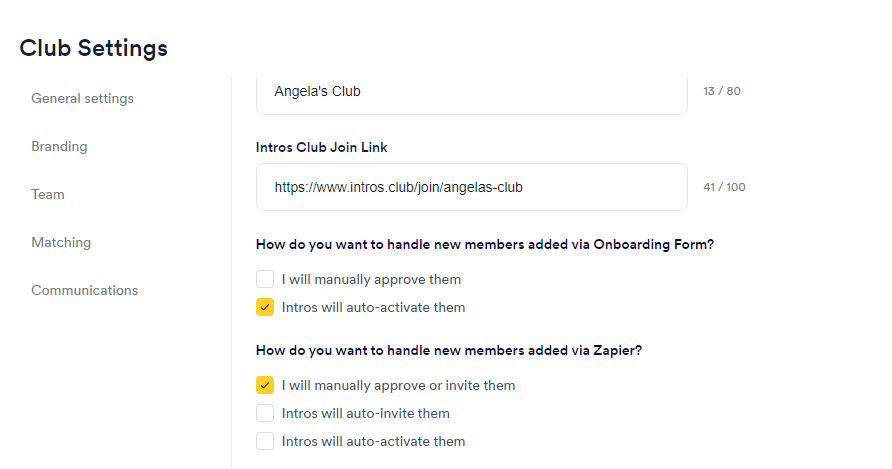 Club Settings
General settings
Branding
Team
Matching
Communications
Angela's Club
13 / 80
Intros Club Join Link
https://www.intros.club/join/angelas-club
41 / 100
How do you want to handle new members added via Onboarding Form?
I will manually approve them
Intros will auto-activate them
How do you want to handle new members added via Zapier?
I will manually approve or invite them
Intros will auto-invite them
Intros will auto-activate them